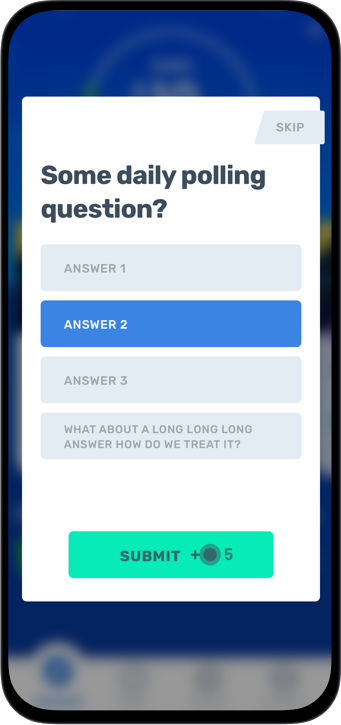 SKIP
Some daily polling
question?
ANSWER 1
ANSWER 2
ANSWER 3
WHAT ABOUT A LONG LONG LONG
ANSWER HOW DO WE TREAT IT?
SUBMIT + 5